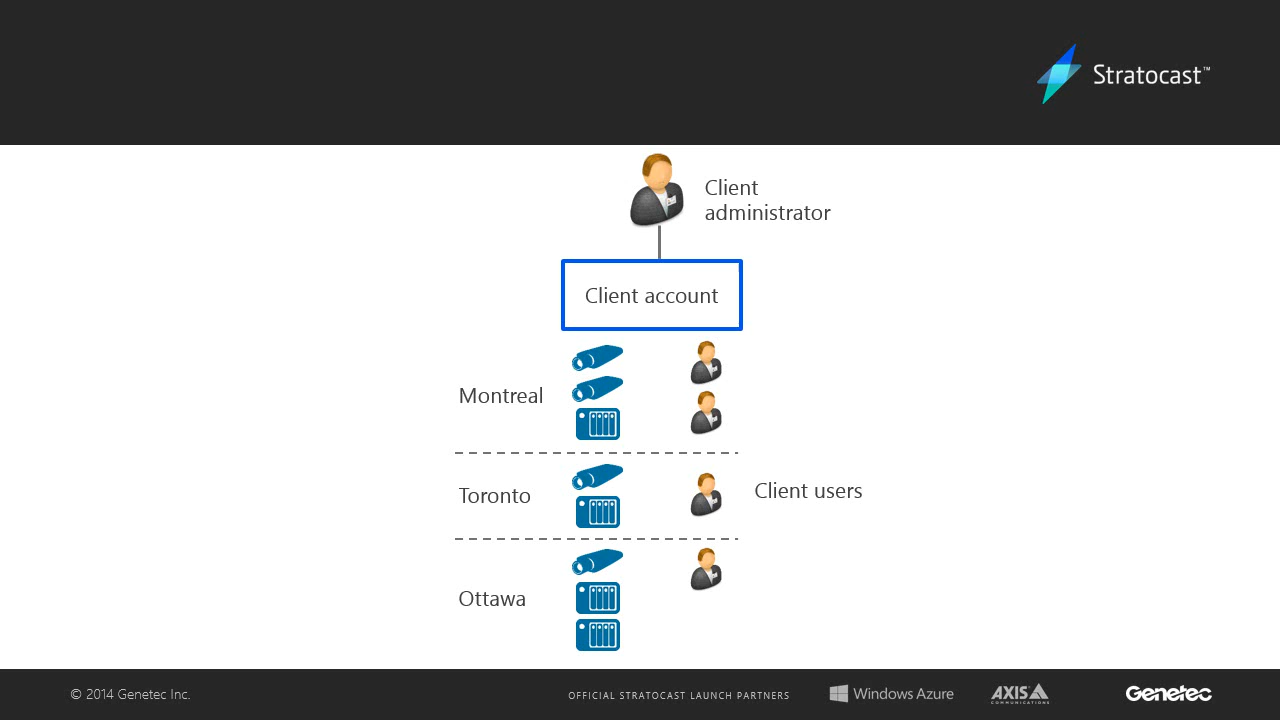 Stratocast™
Client
administrator
Client account
Montreal
Toronto
Client users
Ottawa
© 2014 Genetec Inc.
OFFICIAL STRATOCAST LAUNCH PARTNERS
Windows Azure
AXIS
COMMUNICATIONS
Genetec